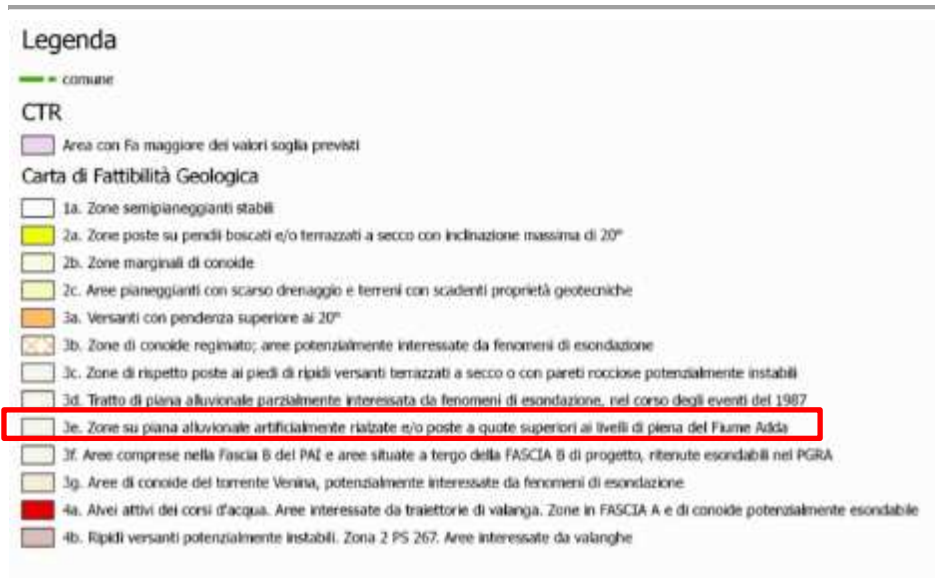 Legenda
comune
CTR
Area con Fa maggiore dei valori soglia previsti
Carta di Fattibilità Geologica
1a. Zone semipianeggianti stabili
2a. Zone poste su pendii boscati e/o terrazzati a secco con inclinazione massima di 20°
2b. Zone marginali di conoide
2c. Aree pianeggianti con scarso drenaggio e terreni con scadenti proprietà geotecniche
3a. Versanti con pendenza superiore ai 20°
3b. Zone di conoide regimato; aree potenzialmente interessate da fenomeni di esondazione
3c. Zone di rispetto poste ai piedi di ripidi versanti terrazzati a secco o con pareti rocciose potenzialmente instabili
3d. Tratto di piana alluvionale parzialmente interessata da fenomeni di esondazione, nel corso degli eventi del 1987
3e. Zone su piana alluvionale artificialmente rialzate e/o poste a quote superiori ai livelli di piena del Fiume Adda
3f. Aree comprese nella Fascia B del PAI e aree situate a tergo della FASCIA B di progetto, ritenute esondabili nel PGRA
3g. Aree di conoide del torrente Venina, potenzialmente interessate da fenomeni di esondazione
4a. Alvei attivi dei corsi d'acqua. Aree interessate da traiettorie di valanga. Zone in FASCIA A e di conoide potenzialmente esondabile
4b. Ripidi versanti potenzialmente instabili. Zona 2 PS 267. Aree interessate da valanghe